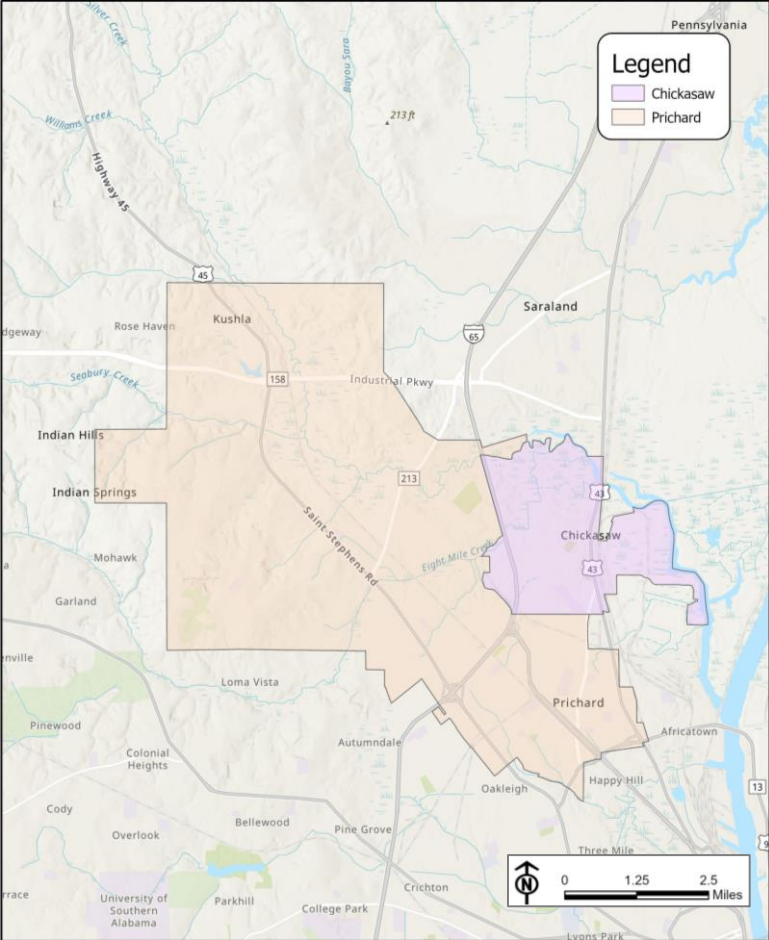 Silver Creek
Pennsylvania
Legend
Chickasaw
Prichard
Bayou Sara
213 ft
Williams Creek
Highway 45
45
Saraland
Kushla
Rose Haven
dgeway
65
158
Industrial Pkwy
Seabury Creek
Indian Hills
213
43
Indian Springs
Saint Stephens Rd
Chickasaw
Eight Mile Creek
Mohawk
43
a
Garland
enville
Loma Vista
Prichard
Pinewood
Africatown
Autumndale
Colonial
Heights
Happy Hill
Oakleigh
13
Cody
Bellewood
Pine Grove
Overlook
9
Three Mile
0 1.25 2.5
Miles
N
Crichton
rrace
University of
Southern
Alabama
Parkhill
College Park
Lyons Park